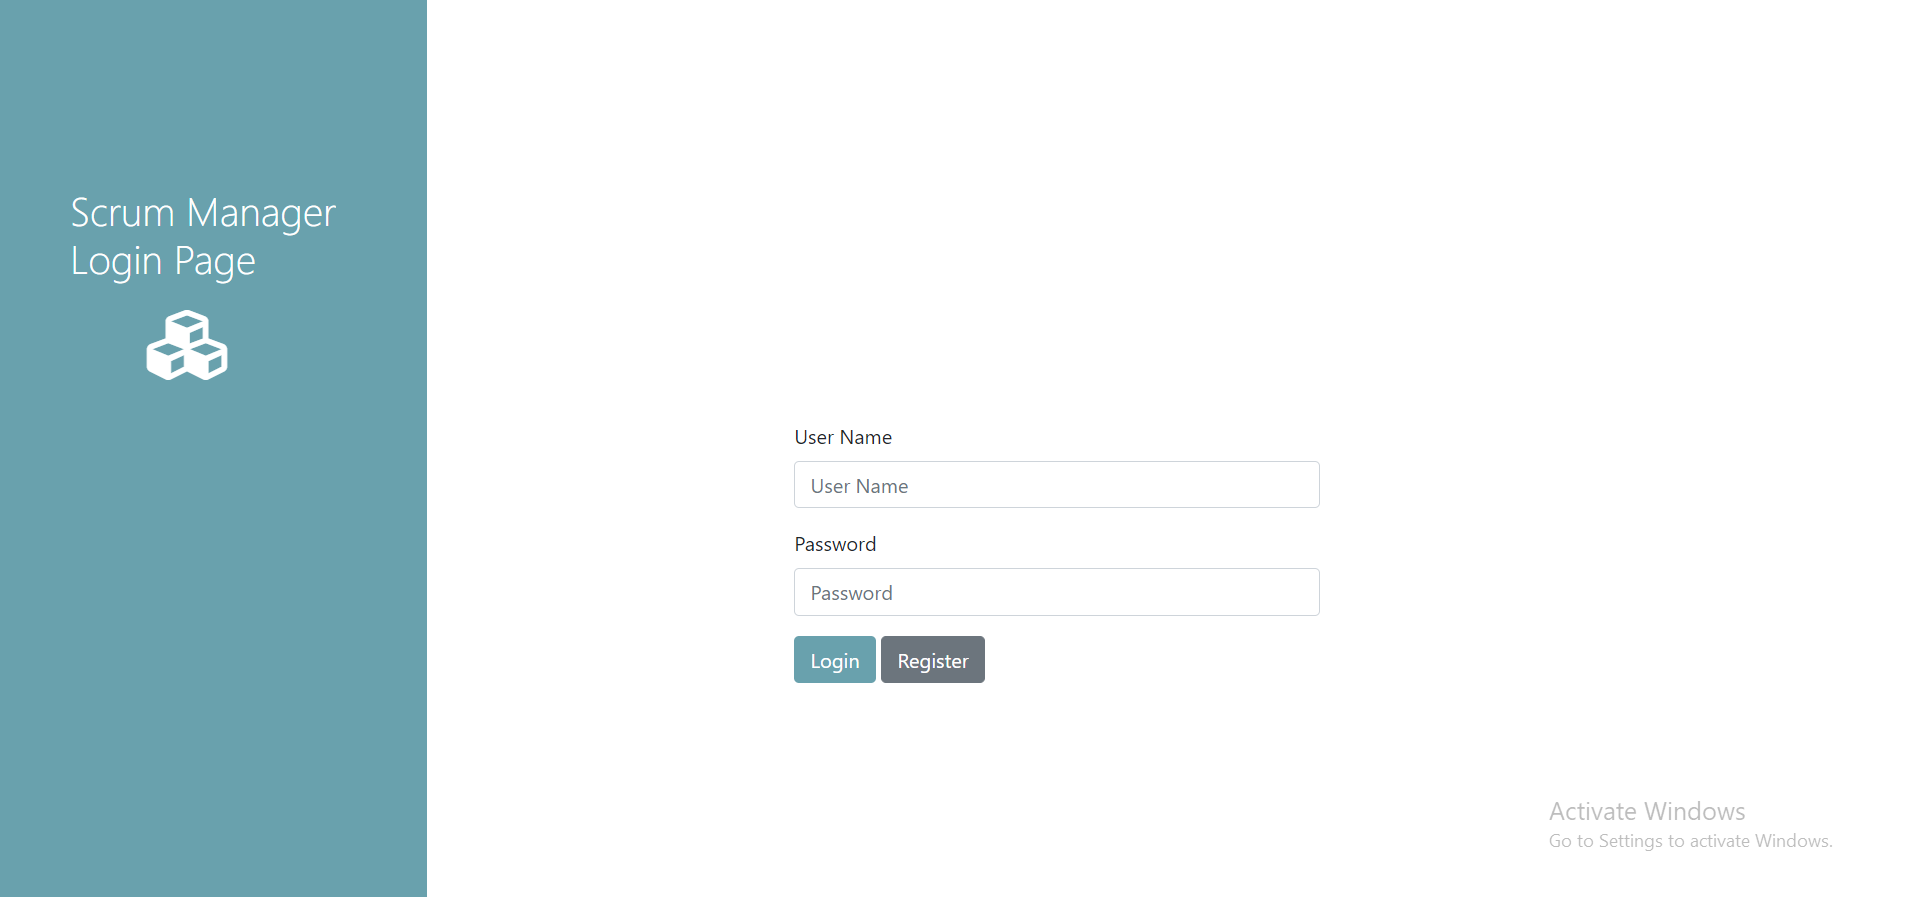 Scrum Manager
Login Page
User Name
User Name
Password
Password
Login Register
Activate Windows
Go to Settings to activate Windows.